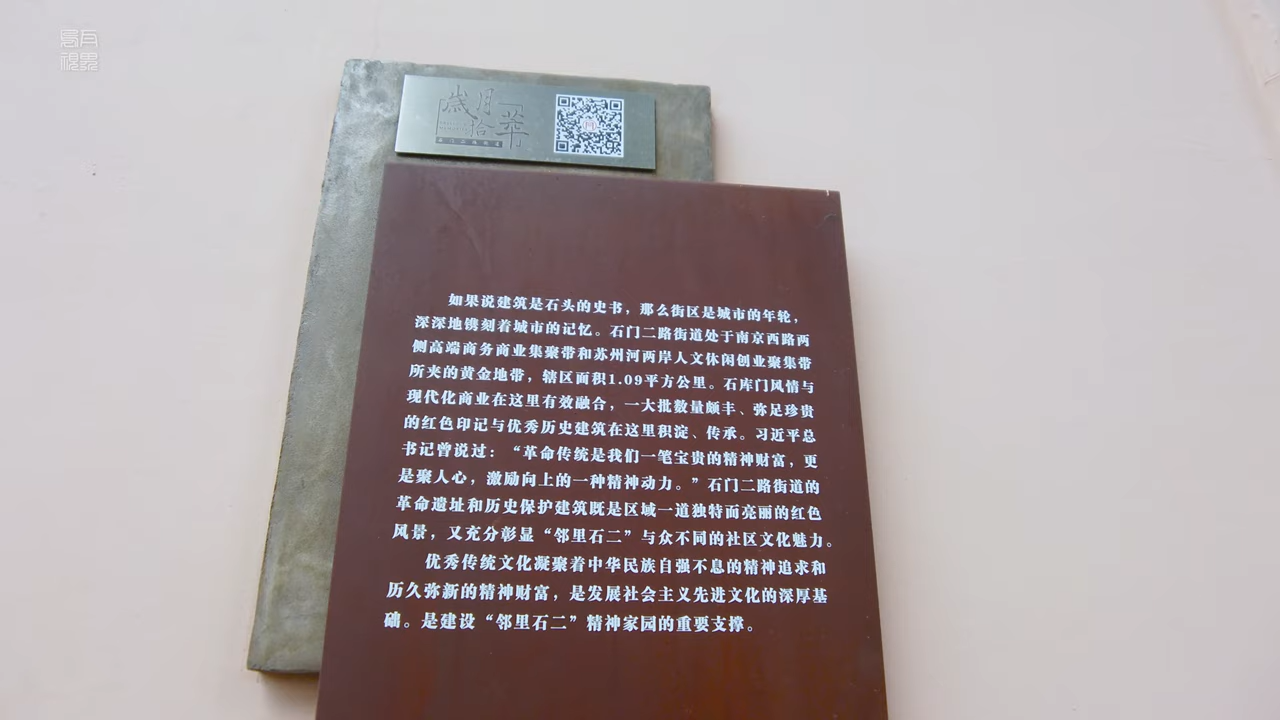 岁月
视界
歲月
拾萃
如果说建筑是石头的史书，那么街区是城市的年轮，
深深地镌刻着城市的记忆。石门二路街道处于南京西路两
侧高端商务商业集聚带和苏州河两岸人文休闲创业聚集带
所夹的黄金地带，辖区面积1.09平方公里。石库门风情与
现代化商业在这里有效融合，一大批数量颇丰、弥足珍贵
的红色印记与优秀历史建筑在这里积淀、传承。习近平总
书记曾说过：“革命传统是我们一笔宝贵的精神财富，更
是聚人心，激励向上的一种精神动力。”石门二路街道的
革命遗址和历史保护建筑既是区域一道独特而亮丽的红色
风景，又充分彰显“邻里石二”与众不同的社区文化魅力。
优秀传统文化凝聚着中华民族自强不息的精神追求和
历久弥新的精神财富，是发展社会主义先进文化的深厚基
础。是建设“邻里石二”精神家园的重要支撑。